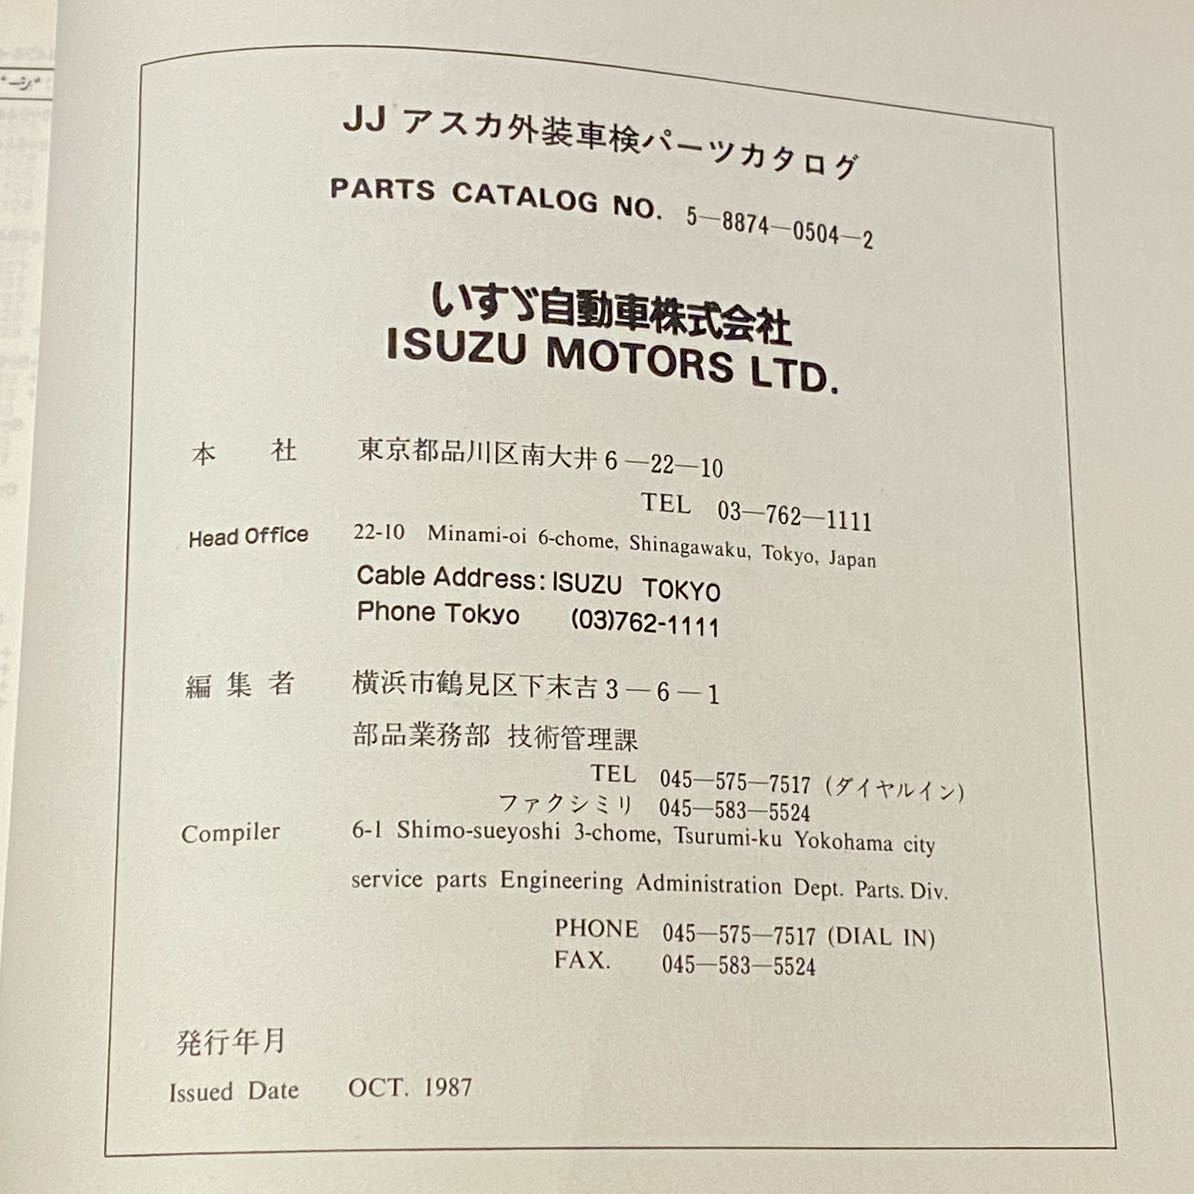 ページ
JJ アスカ外装車検パーツカタログ
PARTS CATALOG NO. 5—8874—0504—2
いすゞ自動車株式会社
ISUZU MOTORS LTD.
本 社 東京都品川区南大井6—22—10
TEL 03—762—1111
Head Office 22-10 Minami-oi 6-chome, Shinagawaku, Tokyo, Japan
Cable Address: ISUZU TOKYO
Phone Tokyo (03)762-1111
編集者 横浜市鶴見区下末吉3—6—1
部品業務部 技術管理課
TEL 045—575—7517 (ダイヤルイン)
ファクシミリ 045—583—5524
Compiler 6-1 Shimo-sueyoshi 3-chome, Tsurumi-ku Yokohama city
service parts Engineering Administration Dept. Parts. Div.
PHONE 045—575—7517 (DIAL IN)
FAX. 045—583—5524
発行年月
Issued Date OCT. 1987